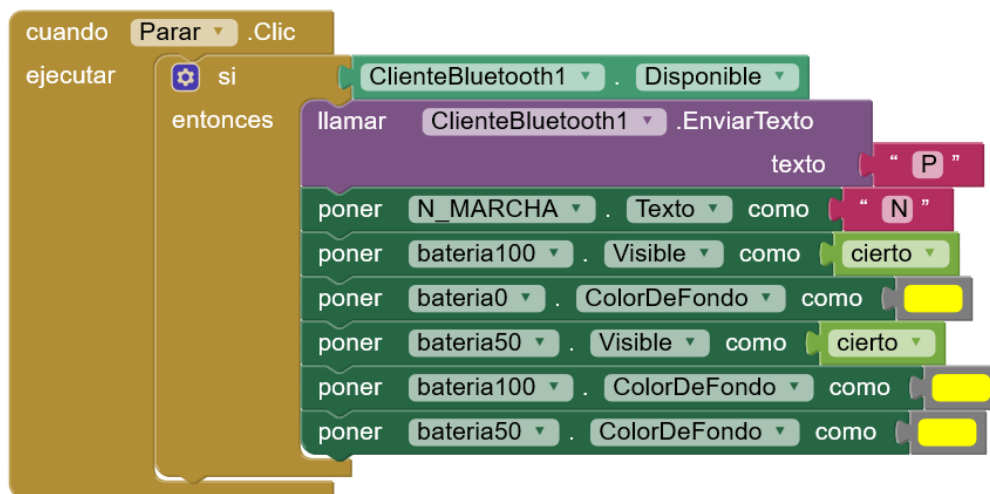 cuando Parar .Clic
ejecutar si ClienteBluetooth1 . Disponible
entonces llamar ClienteBluetooth1 .EnviarTexto
texto “ P ”
poner N_MARCHA . Texto como “ N ”
poner bateria100 . Visible como cierto
poner bateria0 . ColorDeFondo como
poner bateria50 . Visible como cierto
poner bateria100 . ColorDeFondo como
poner bateria50 . ColorDeFondo como